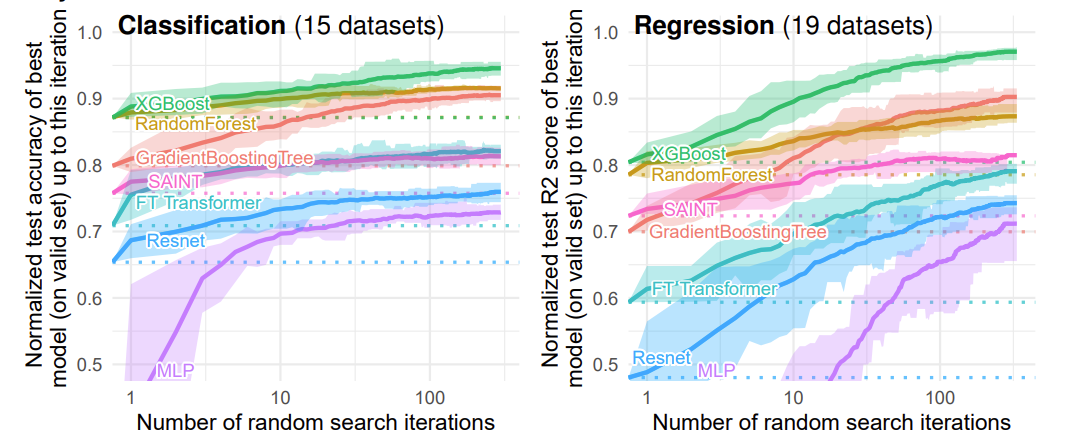 Classification (15 datasets)
Normalized test accuracy of best
model (on valid set) up to this iteration
1.0
0.9
0.8
0.7
0.6
0.5
XGBoost
RandomForest
GradientBoostingTree
SAINT
FT Transformer
Resnet
MLP
1
10
100
Number of random search iterations
Regression (19 datasets)
Normalized test R2 score of best
model (on valid set) up to this iteration
1.0
0.9
0.8
0.7
0.6
0.5
XGBoost
RandomForest
SAINT
GradientBoostingTree
FT Transformer
Resnet
MLP
1
10
100
Number of random search iterations